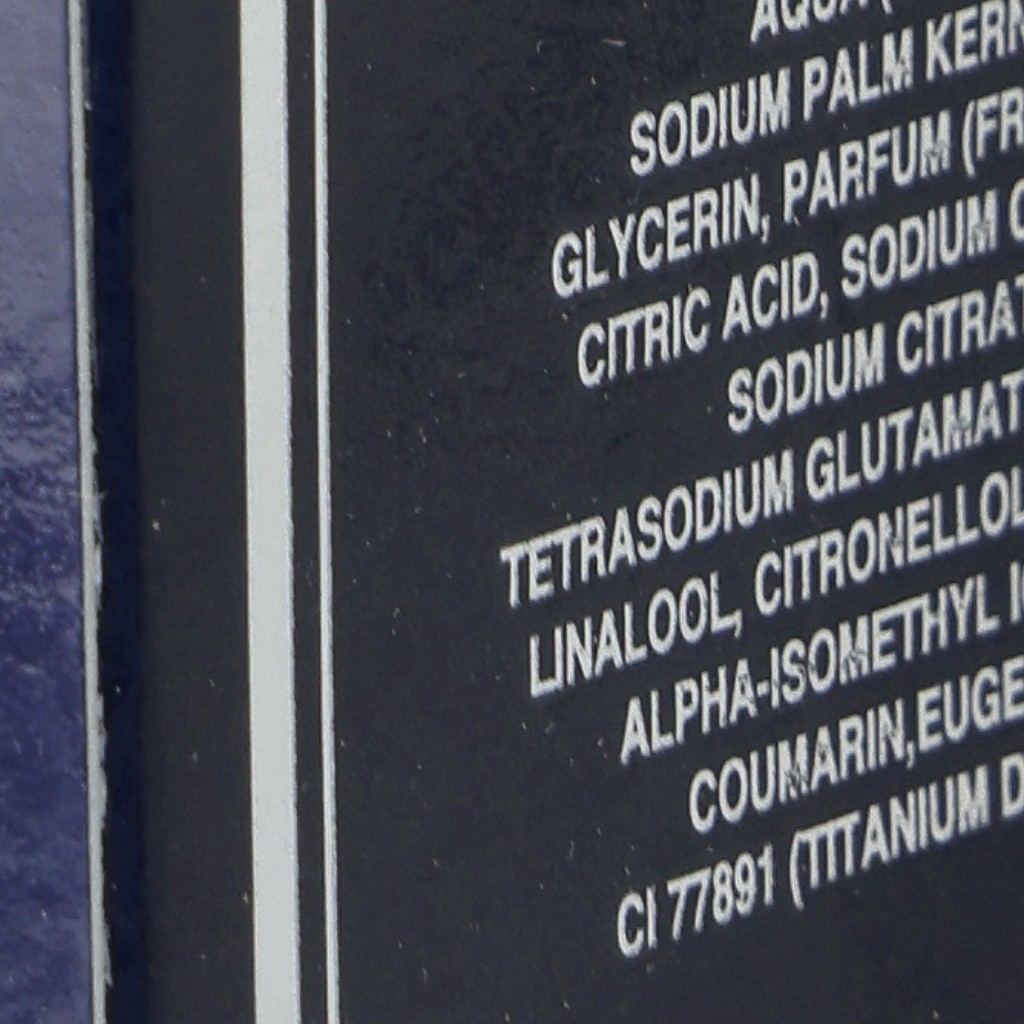 AQUA (
SODIUM PALM KERN
GLYCERIN, PARFUM (FR
CITRIC ACID, SODIUM C
SODIUM CITRAT
TETRASODIUM GLUTAMAT
LINALOOL, CITRONELLOL
ALPHA-ISOMETHYL I
COUMARIN,EUGE
CI 77891 (TITANIUM D